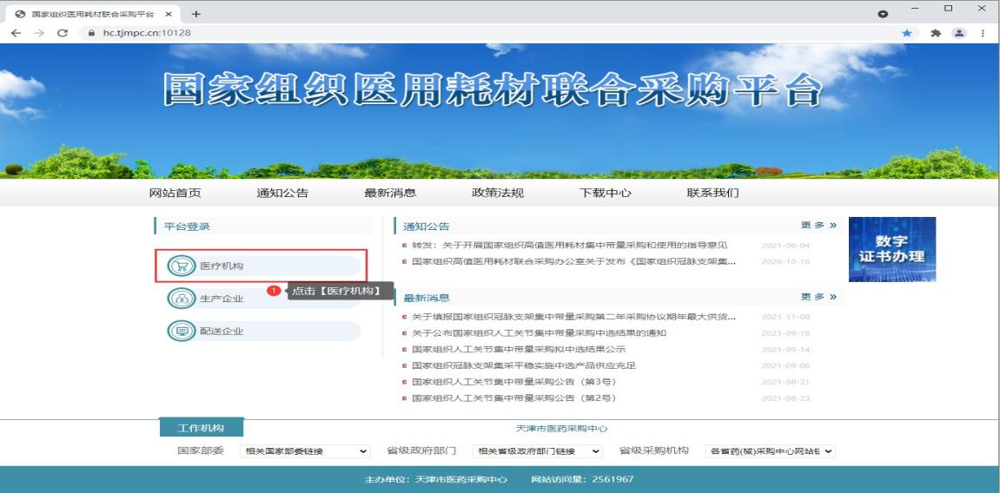 国家组织医用耗材联合采购平台
hc.tjmpc.cn:10128
国家组织医用耗材联合采购平台
网站首页 通知公告 最新消息 政策法规 下载中心 联系我们
平台登录
医疗机构
1 点击【医疗机构】
生产企业
配送企业
通知公告 更多 »
转发：关于开展国家组织高值医用耗材集中带量采购和使用的指导意见 2021-06-04
国家组织高值医用耗材联合采购办公室关于发布《国家组织冠脉支架集... 2020-10-16
最新消息 更多 »
关于填报国家组织冠脉支架集中带量采购第二年采购协议期年最大供货... 2021-11-08
关于公布国家组织人工关节集中带量采购中选结果的通知 2021-09-18
国家组织人工关节集中带量采购拟中选结果公示 2021-09-14
国家组织冠脉支架集采平稳实施中选产品供应充足 2021-09-06
国家组织人工关节集中带量采购公告（第3号） 2021-08-31
国家组织人工关节集中带量采购公告（第2号） 2021-08-23
数字
证书办理
工作机构 天津市医药采购中心
国家部委 相关国家部委链接 省级政府部门 相关省级政府部门链接 省级采购机构 各省药(械)采购中心网站链
主办单位：天津市医药采购中心 网站访问量：2561967